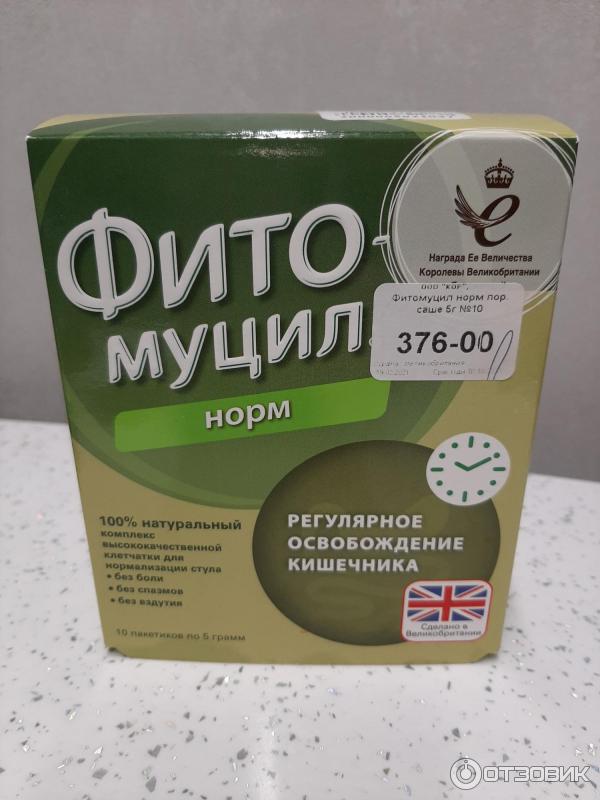 Награда Ее Величества
Королевы Великобритании
Фитомуцил норм пор.
саше 5г №10
376-00
ФИТО-
МУЦИЛ
норм
100% натуральный
комплекс
высококачественной
клетчатки для
нормализации стула
• без боли
• без спазмов
• без вздутия
10 пакетиков по 5 грамм
РЕГУЛЯРНОЕ
ОСВОБОЖДЕНИЕ
КИШЕЧНИКА
Сделано в
Великобритании
ОТЗОВИК